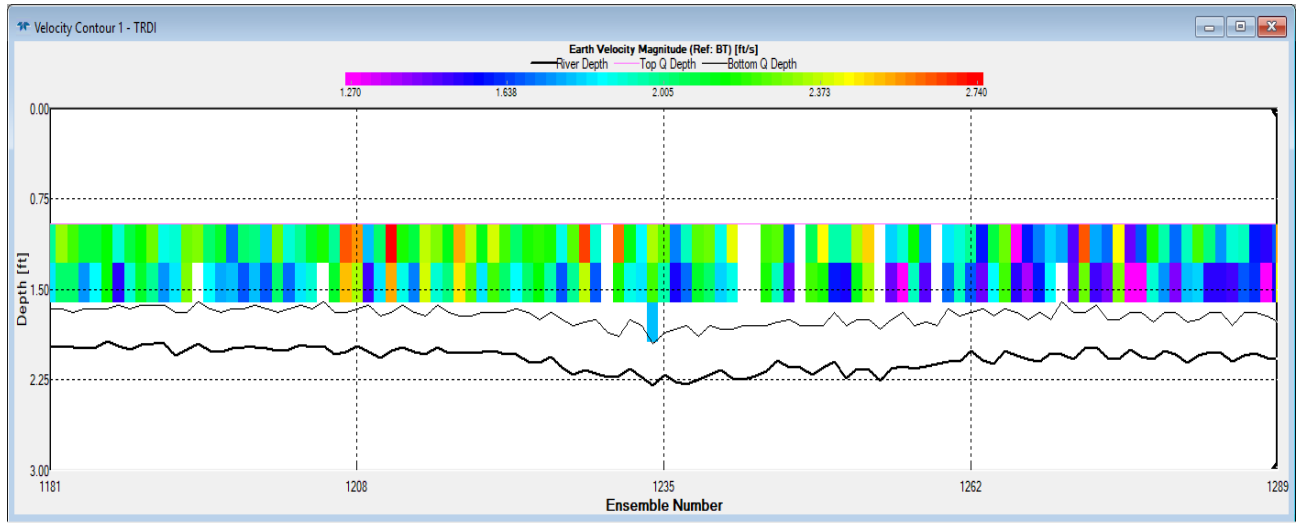 Velocity Contour 1 - TRDI
Earth Velocity Magnitude (Ref: BT) [ft/s]
River Depth Top Q Depth Bottom Q Depth
1.270 1.638 2.005 2.373 2.740
0.00
0.75
1.50
2.25
3.00
Depth [ft]
1181 1208 1235 1262 1289
Ensemble Number